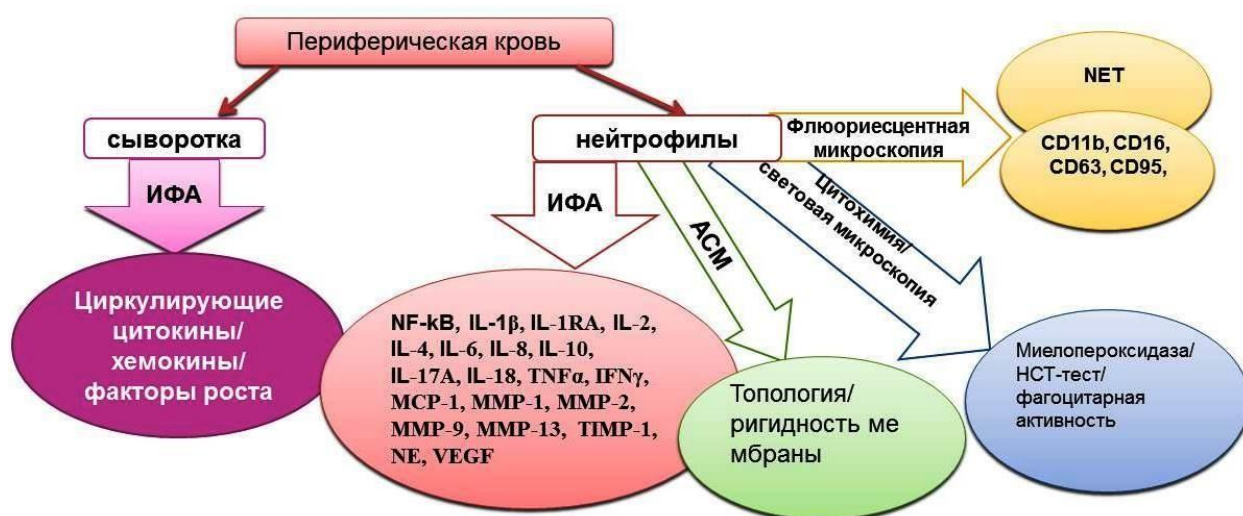 Периферическая кровь
сыворотка
нейтрофилы
Флюориесцентная
микроскопия
NET
CD11b, CD16,
CD63, CD95,
ИФА
ИФА
АСМ
Цитохимия/
световая микроскопия
Циркулирующие
цитокины/
хемокины/
факторы роста
NF-kB, IL-1β, IL-1RA, IL-2,
IL-4, IL-6, IL-8, IL-10,
IL-17A, IL-18, TNFα, IFNγ,
MCP-1, MMP-1, MMP-2,
MMP-9, MMP-13, TIMP-1,
NE, VEGF
Топология/
ригидность ме
мбраны
Миелопероксидаза/
НСТ-тест/
фагоцитарная
активность